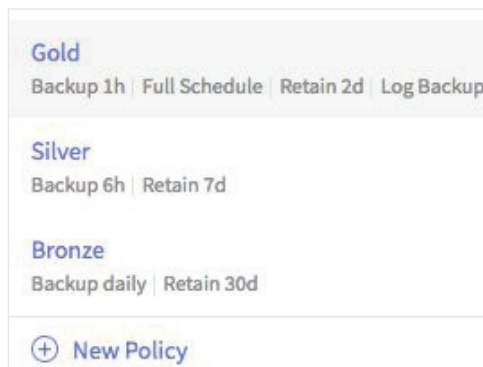 Gold
Backup 1h | Full Schedule | Retain 2d | Log Backup
Silver
Backup 6h | Retain 7d
Bronze
Backup daily | Retain 30d
New Policy